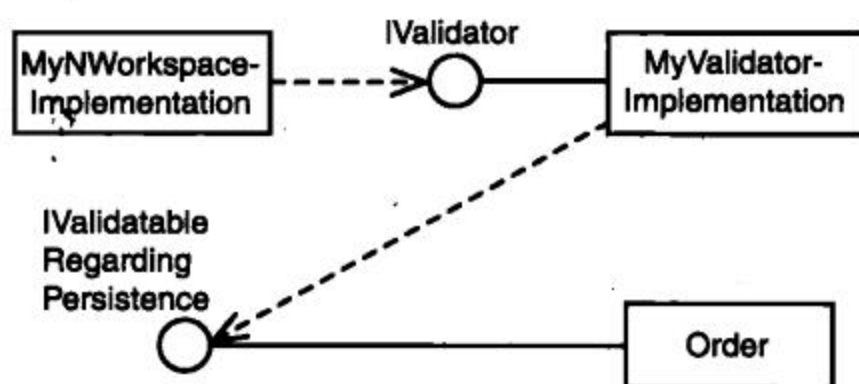 IValidator
MyNWorkspace-
Implementation
MyValidator-
Implementation
IValidatable
Regarding
Persistence
Order